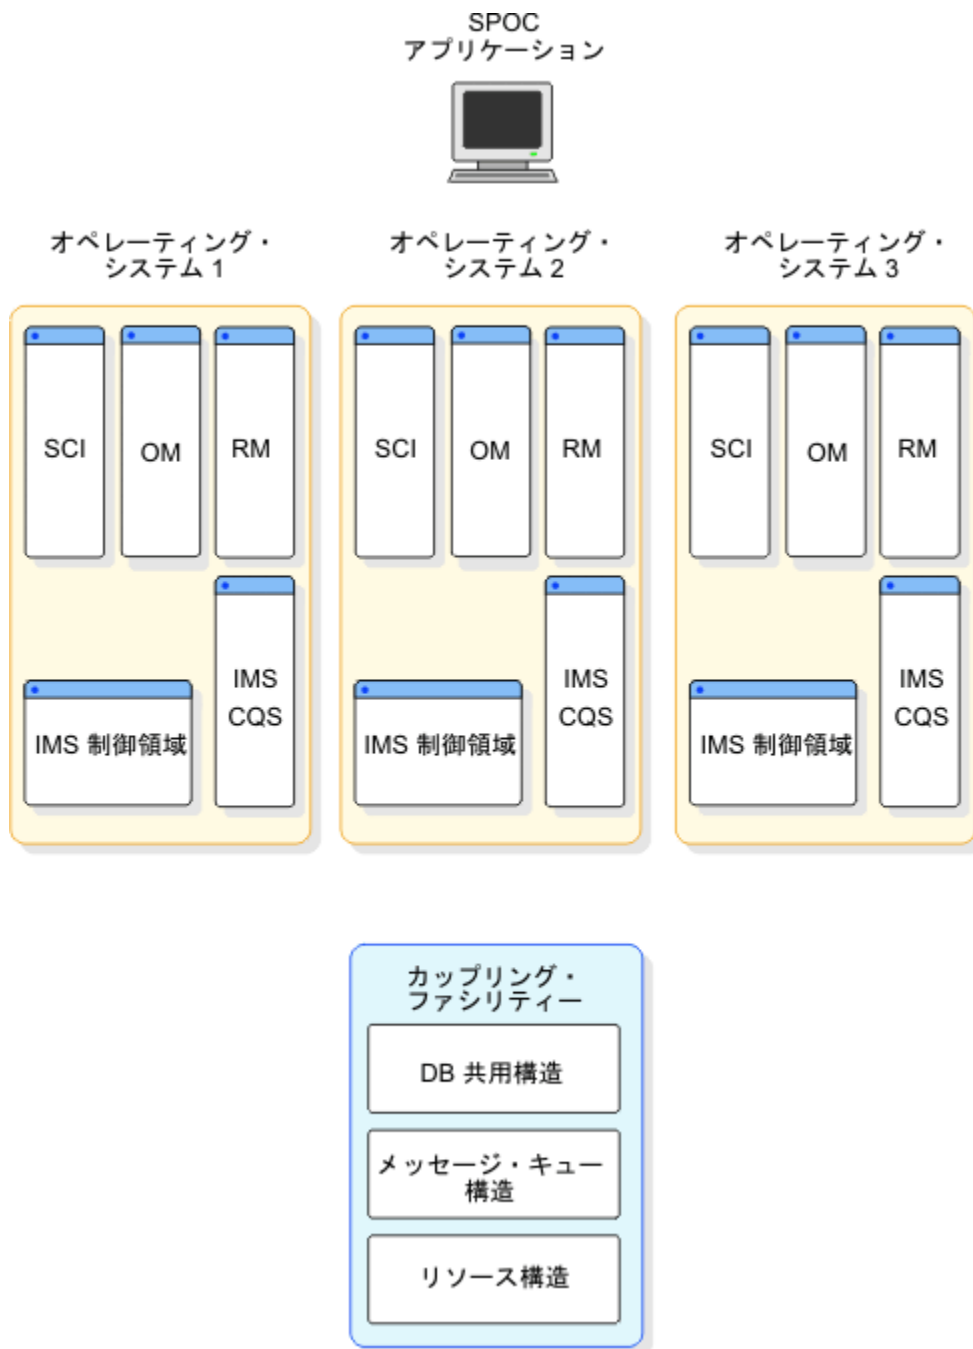 SPOC
アプリケーション
オペレーティング・
システム 1
オペレーティング・
システム 2
オペレーティング・
システム 3
SCI
OM
RM
IMS
CQS
IMS 制御領域
SCI
OM
RM
IMS
CQS
IMS 制御領域
SCI
OM
RM
IMS
CQS
IMS 制御領域
カップリング・
ファシリティー
DB 共用構造
メッセージ・キュー
構造
リソース構造